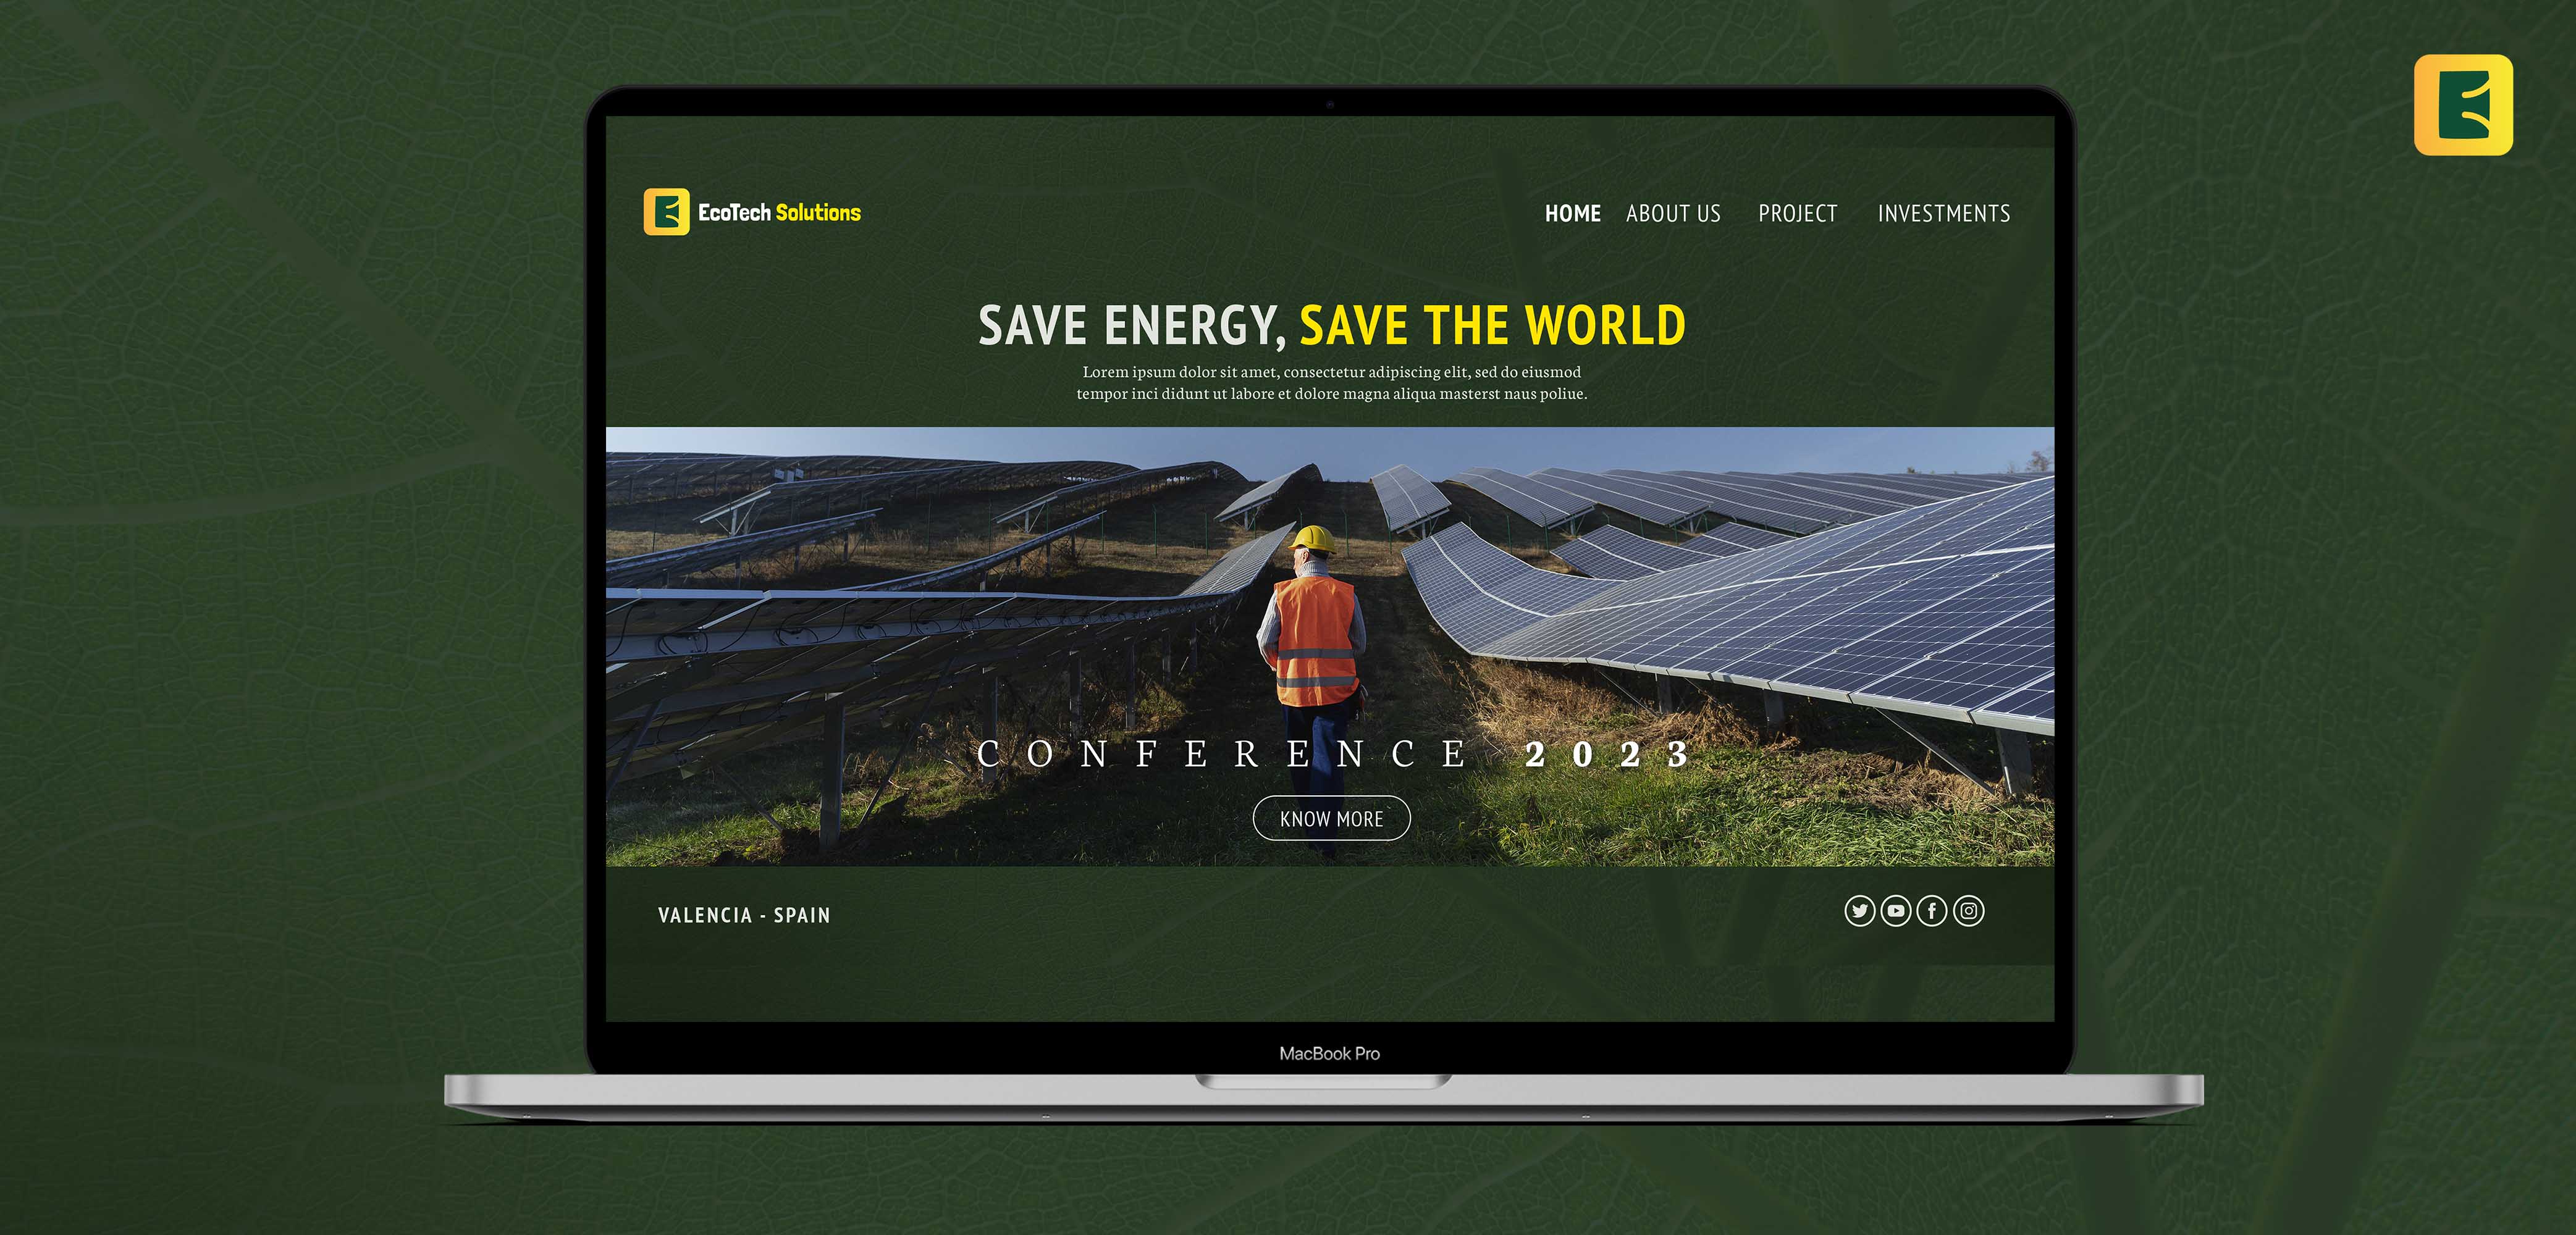 EcoTech Solutions
HOME ABOUT US PROJECT INVESTMENTS
SAVE ENERGY, SAVE THE WORLD
Lorem ipsum dolor sit amet, consectetur adipiscing elit, sed do eiusmod
tempor inci didunt ut labore et dolore magna aliqua masterst naus poliue.
CONFERENCE 2023
KNOW MORE
VALENCIA - SPAIN
MacBook Pro